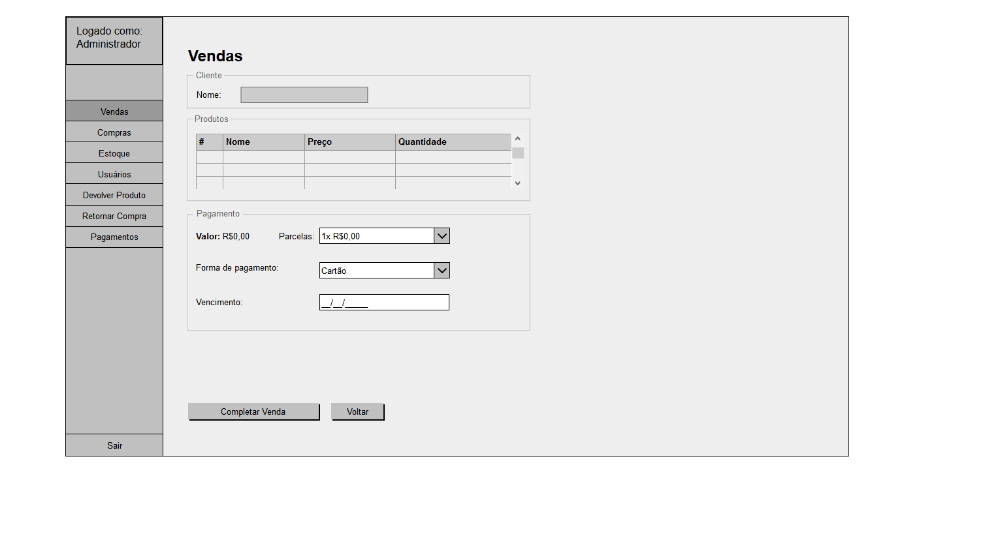 Logado como:
Administrador
Vendas
Compras
Estoque
Usuários
Devolver Produto
Retornar Compra
Pagamentos
Sair
Vendas
Cliente
Nome:
Produtos
# Nome Preço Quantidade
Pagamento
Valor: R$0,00 Parcelas: 1x R$0,00
Forma de pagamento: Cartão
Vencimento: __/__/_____
Completar Venda Voltar